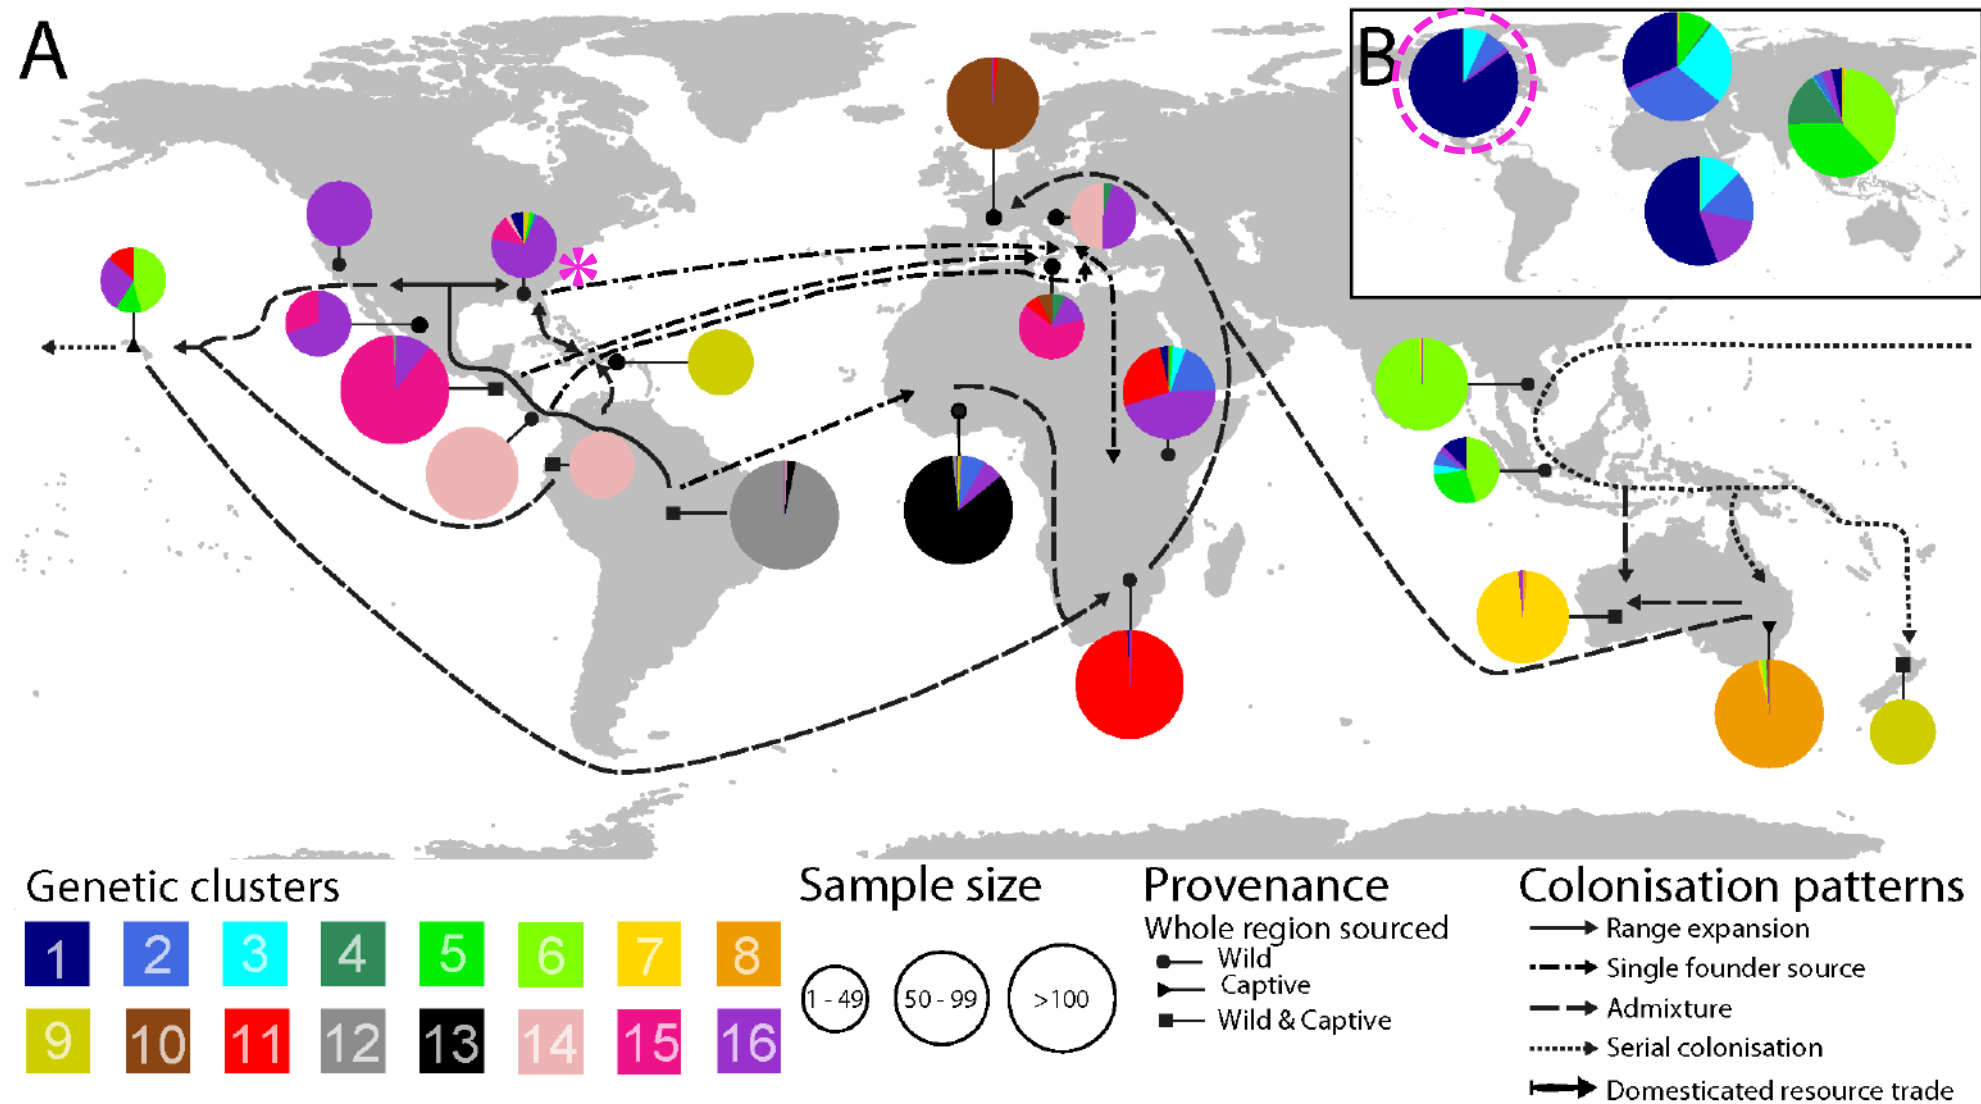 A
B
Genetic clusters
1 2 3 4 5 6 7 8
9 10 11 12 13 14 15 16
Sample size
1 - 49
50 - 99
>100
Provenance
Whole region sourced
Wild
Captive
Wild & Captive
Colonisation patterns
Range expansion
Single founder source
Admixture
Serial colonisation
Domesticated resource trade